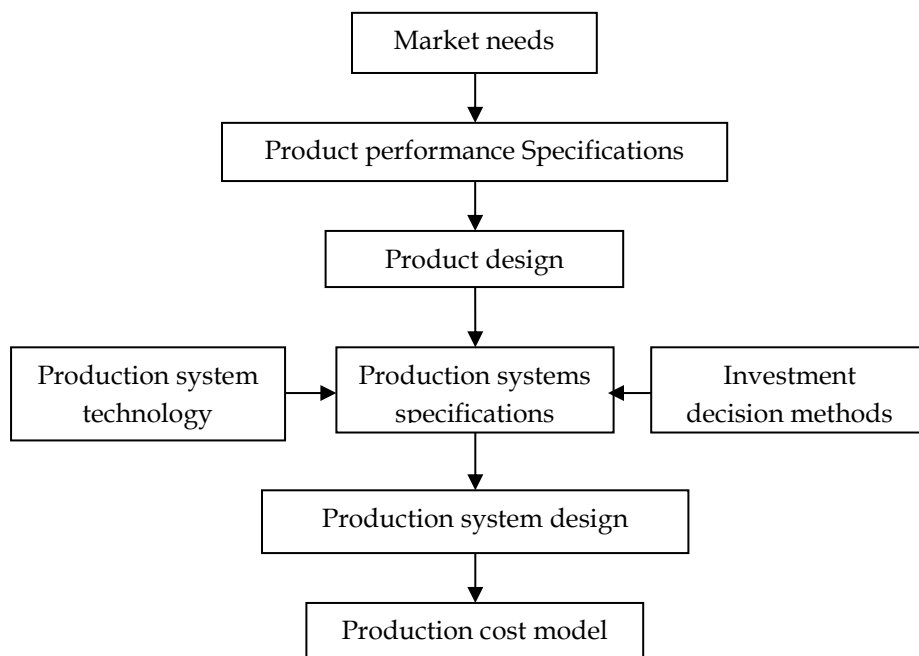 Market needs
Product performance Specifications
Product design
Production system
technology
Production systems
specifications
Investment
decision methods
Production system design
Production cost model